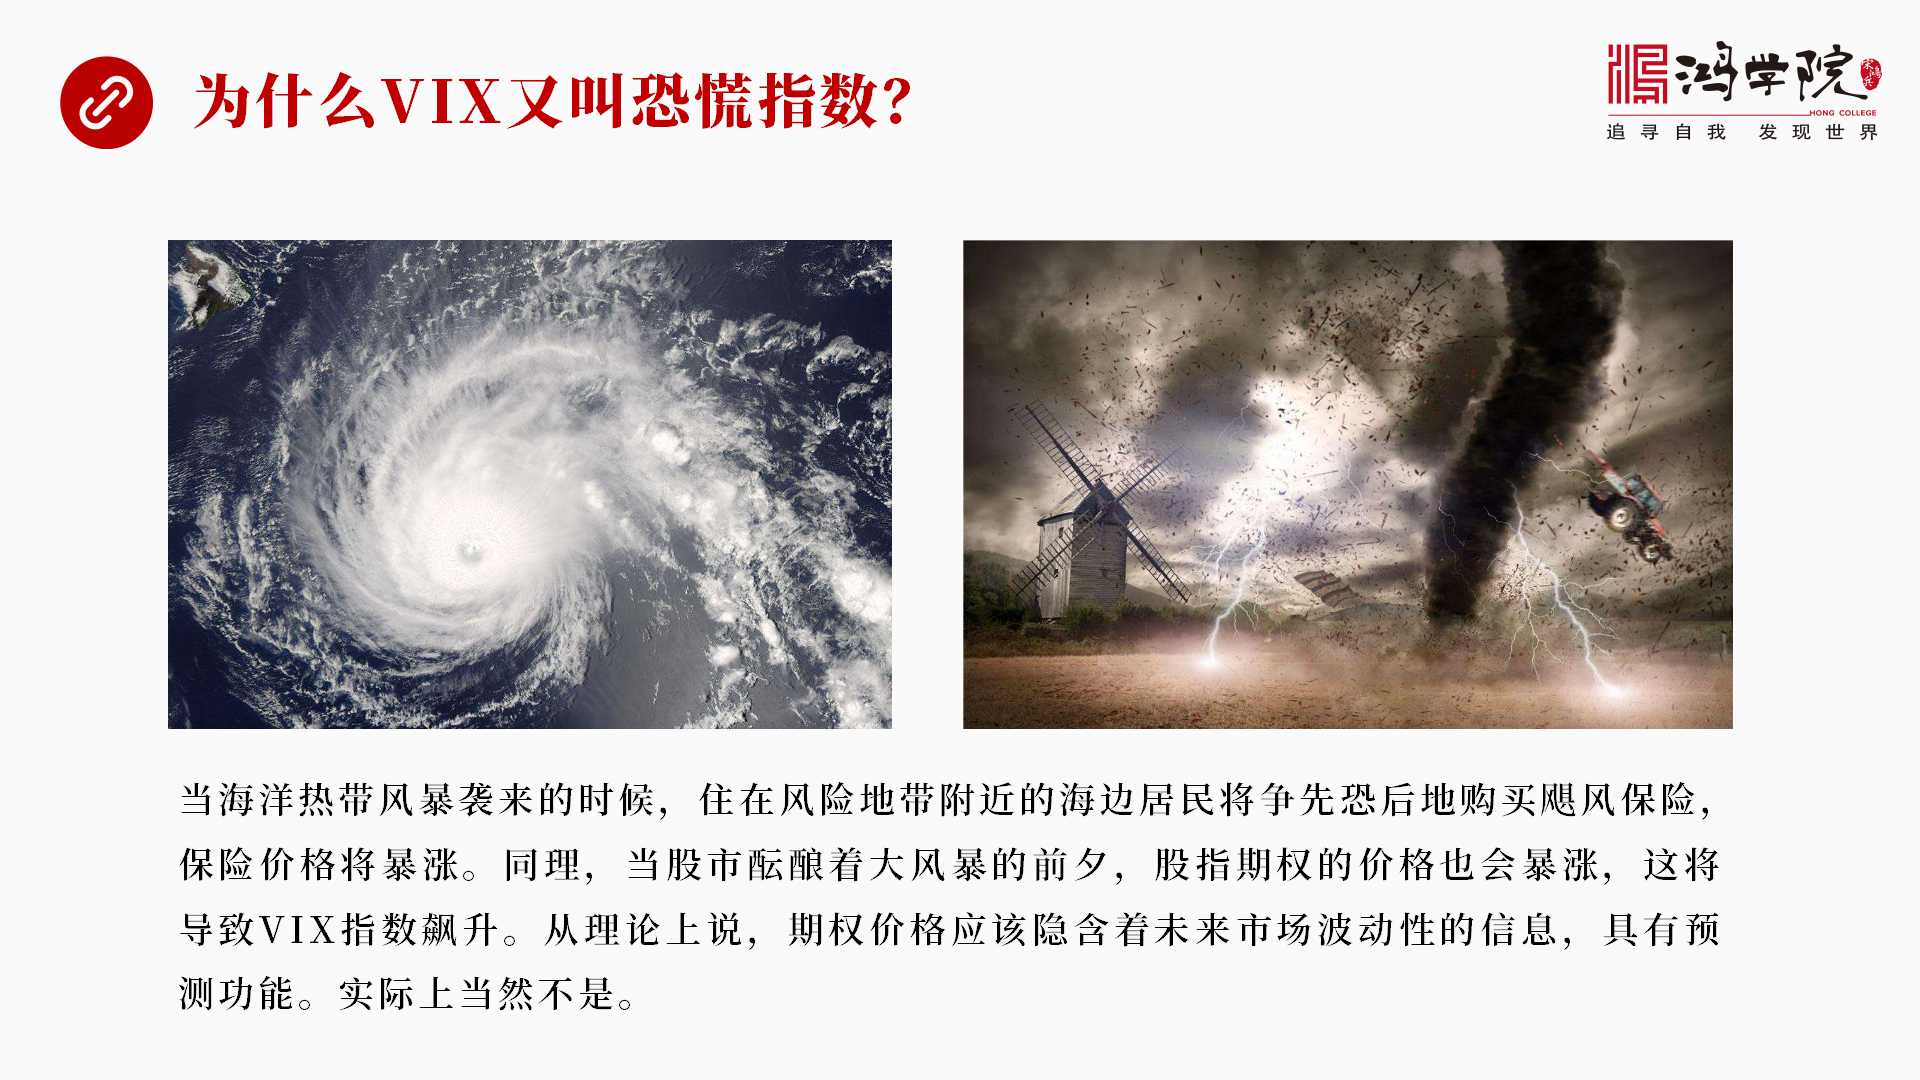 为什么VIX又叫恐慌指数?
鸿学院
宋鸿兵
HONG COLLEGE
追寻自我 发现世界
当海洋热带风暴袭来的时候，住在风险地带附近的海边居民将争先恐后地购买飓风保险，
保险价格将暴涨。同理，当股市酝酿着大风暴的前夕，股指期权的价格也会暴涨，这将
导致VIX指数飙升。从理论上说，期权价格应该隐含着未来市场波动性的信息，具有预
测功能。实际上当然不是。